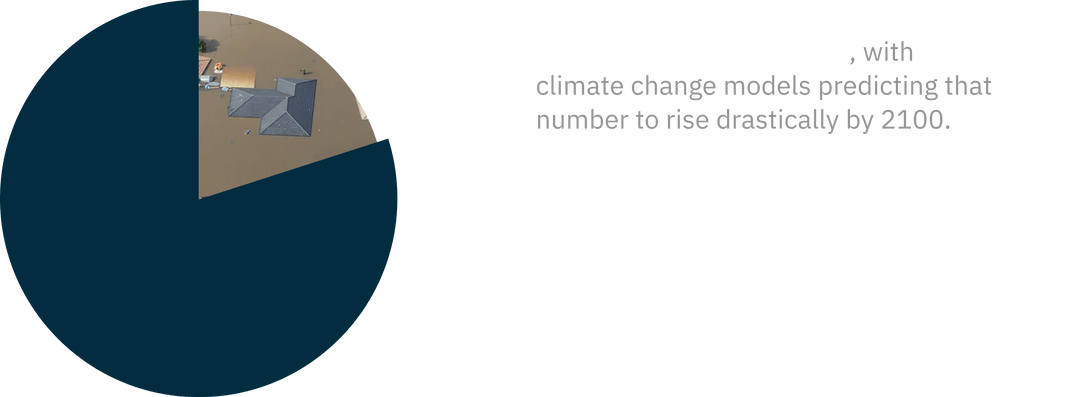 , with
climate change models predicting that
number to rise drastically by 2100.